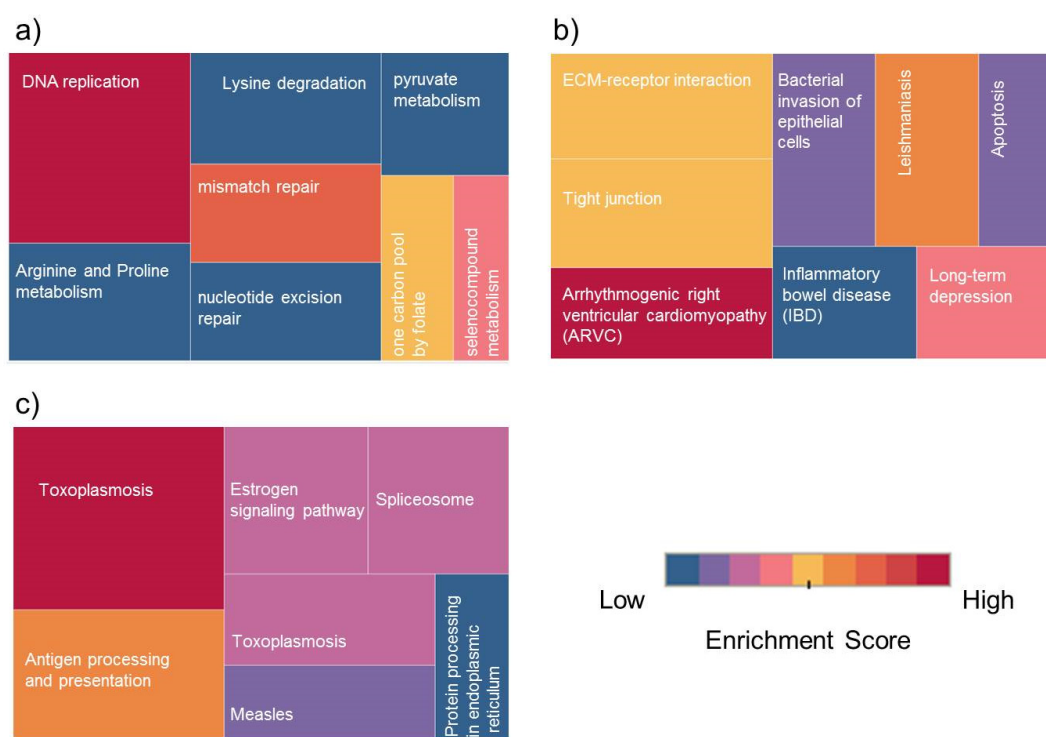 a)
DNA replication
Lysine degradation
pyruvate
metabolism
mismatch repair
Arginine and Proline
metabolism
nucleotide excision
repair
one carbon pool
by folate
selenocompound
metabolism
b)
ECM-receptor interaction
Bacterial
invasion of
epithelial
cells
Leishmaniasis
Apoptosis
Tight junction
Arrhythmogenic right
ventricular cardiomyopathy
(ARVC)
Inflammatory
bowel disease
(IBD)
Long-term
depression
c)
Toxoplasmosis
Estrogen
signaling pathway
Spliceosome
Antigen processing
and presentation
Toxoplasmosis
Measles
Protein processing
in endoplasmic
reticulum
Low
High
Enrichment Score